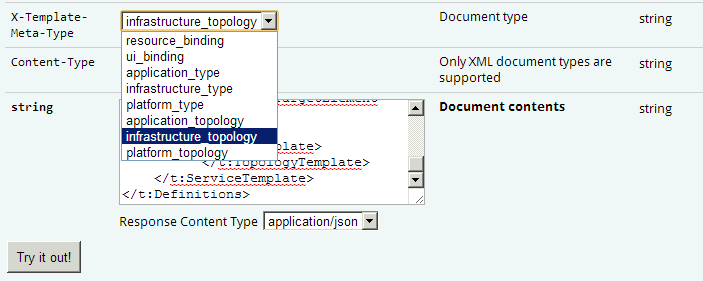 X-Template-
Meta-Type
infrastructure_topology
Document type
string
resource_binding
ui_binding
application_type
infrastructure_type
platform_type
application_topology
infrastructure_topology
platform_topology
Content-Type
Only XML document types are
supported
string
string
Document contents
string
plate>
</t:TopologyTemplate>
</t:ServiceTemplate>
</t:Definitions>
Response Content Type
application/json
Try it out!